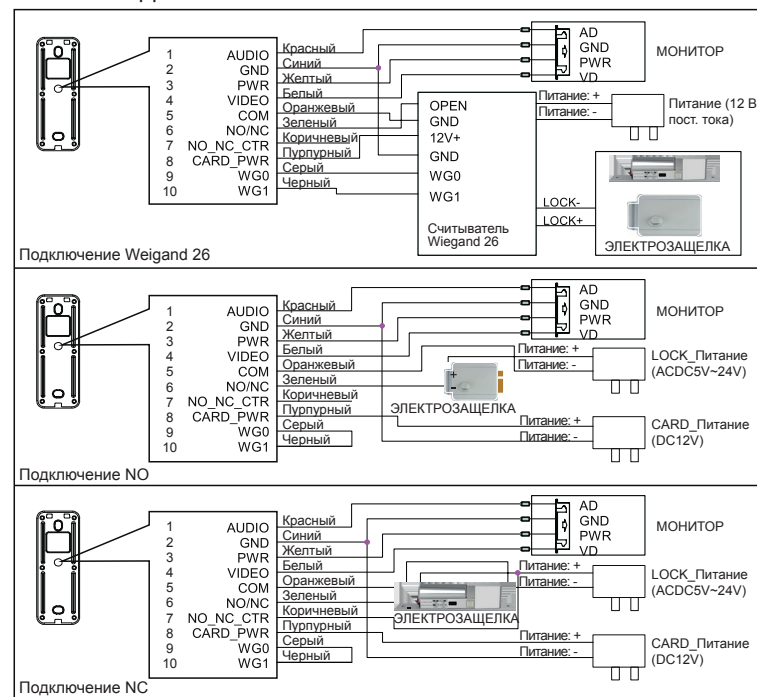 1 AUDIO Красный
2 GND Синий
3 PWR Желтый
4 VIDEO Белый
5 COM Оранжевый
6 NO/NC Зеленый
7 NO_NC_CTR Коричневый
8 CARD_PWR Пурпурный
9 WG0 Серый
10 WG1 Черный
OPEN
GND
12V+
GND
WG0
WG1
Считыватель
Wiegand 26
AD
GND
PWR
VD
МОНИТОР
Питание: +
Питание: -
Питание (12 В
пост. тока)
LOCK-
LOCK+
ЭЛЕКТРОЗАЩЕЛКА
Подключение Weigand 26
1 AUDIO Красный
2 GND Синий
3 PWR Желтый
4 VIDEO Белый
5 COM Оранжевый
6 NO/NC Зеленый
7 NO_NC_CTR Коричневый
8 CARD_PWR Пурпурный
9 WG0 Серый
10 WG1 Черный
AD
GND
PWR
VD
МОНИТОР
Питание: +
Питание: -
LOCK_Питание
(ACDC5V~24V)
+
-
ЭЛЕКТРОЗАЩЕЛКА
Питание: +
Питание: -
CARD_Питание
(DC12V)
Подключение NO
1 AUDIO Красный
2 GND Синий
3 PWR Желтый
4 VIDEO Белый
5 COM Оранжевый
6 NO/NC Зеленый
7 NO_NC_CTR Коричневый
8 CARD_PWR Пурпурный
9 WG0 Серый
10 WG1 Черный
AD
GND
PWR
VD
МОНИТОР
Питание: +
Питание: -
LOCK_Питание
(ACDC5V~24V)
ЭЛЕКТРОЗАЩЕЛКА
Питание: +
Питание: -
CARD_Питание
(DC12V)
Подключение NC